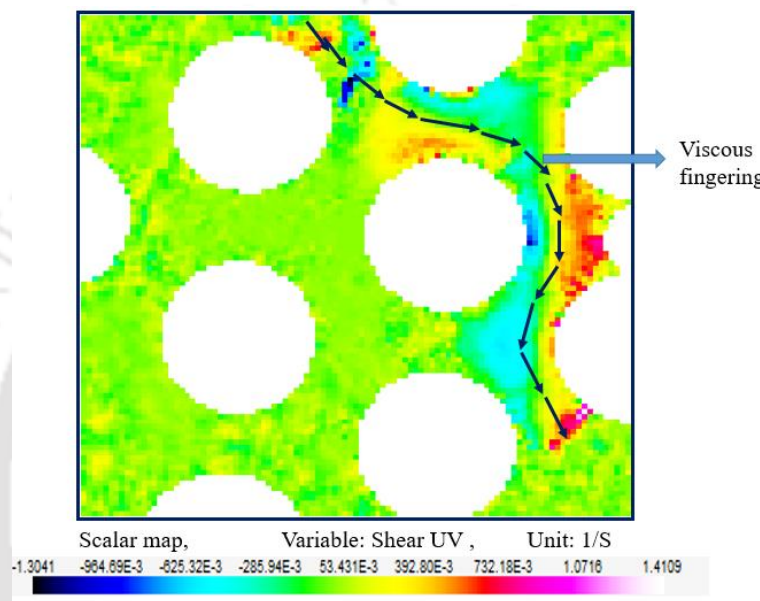 Viscous
fingering
Scalar map, Variable: Shear UV , Unit: 1/S
-1.3041 -964.69E-3 -625.32E-3 -285.94E-3 53.431E-3 392.80E-3 732.18E-3 1.0716 1.4109